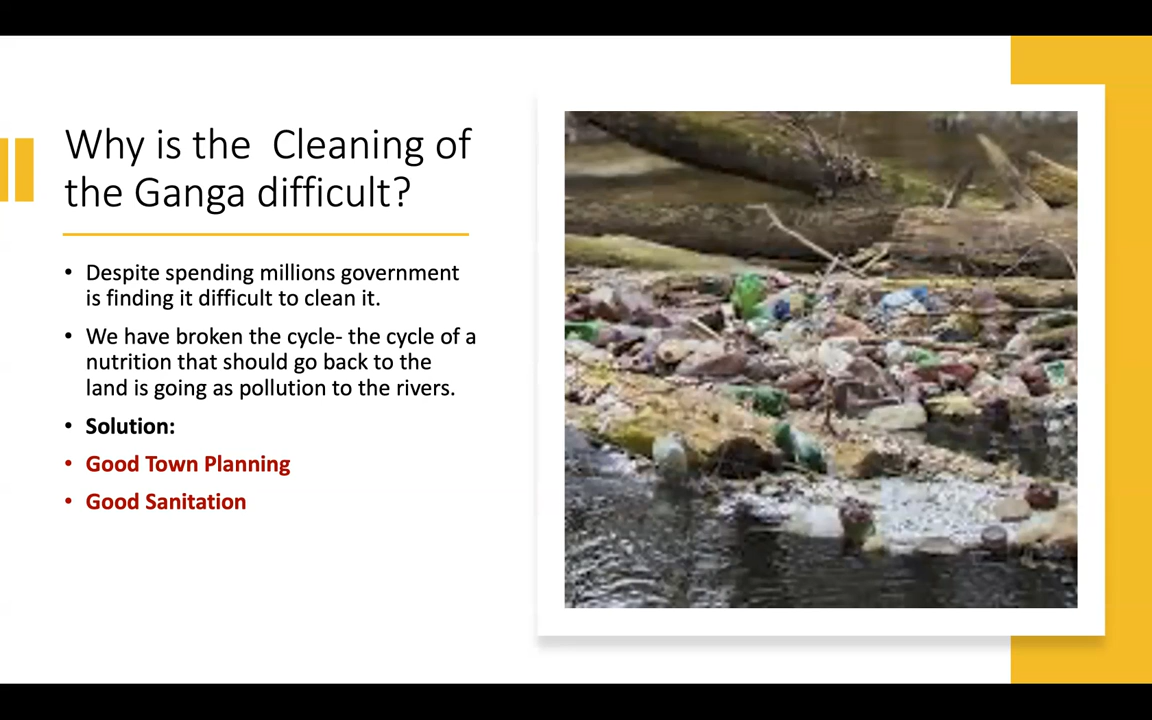 Why is the  Cleaning of
the Ganga difficult?
• Despite spending millions government
is finding it difficult to clean it.
• We have broken the cycle- the cycle of a
nutrition that should go back to the
land is going as pollution to the rivers.
• Solution:
• Good Town Planning
• Good Sanitation